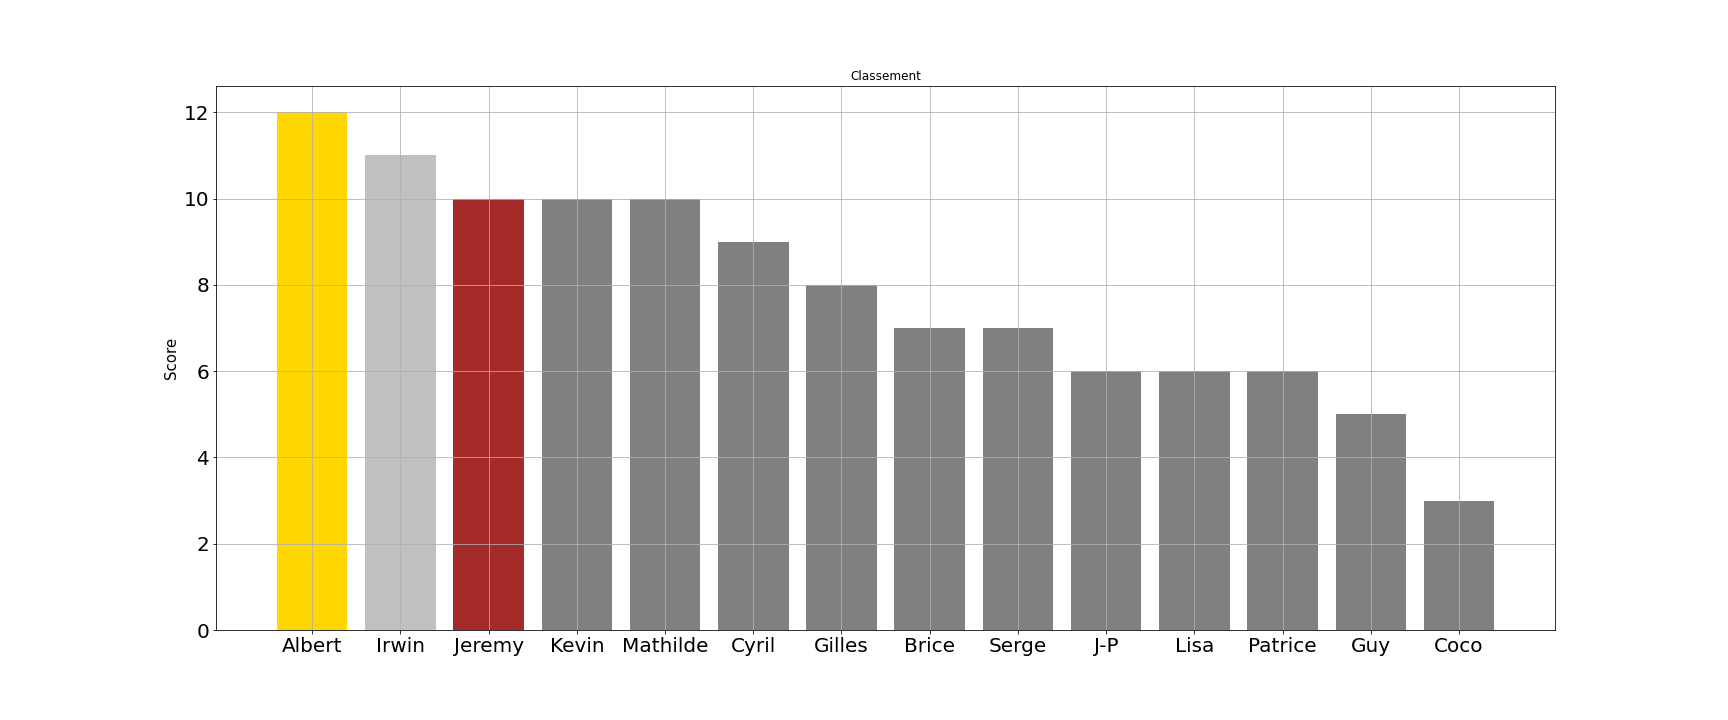 Classement
Score
12
10
8
6
4
2
0
Albert Irwin Jeremy Kevin Mathilde Cyril Gilles Brice Serge J-P Lisa Patrice Guy Coco